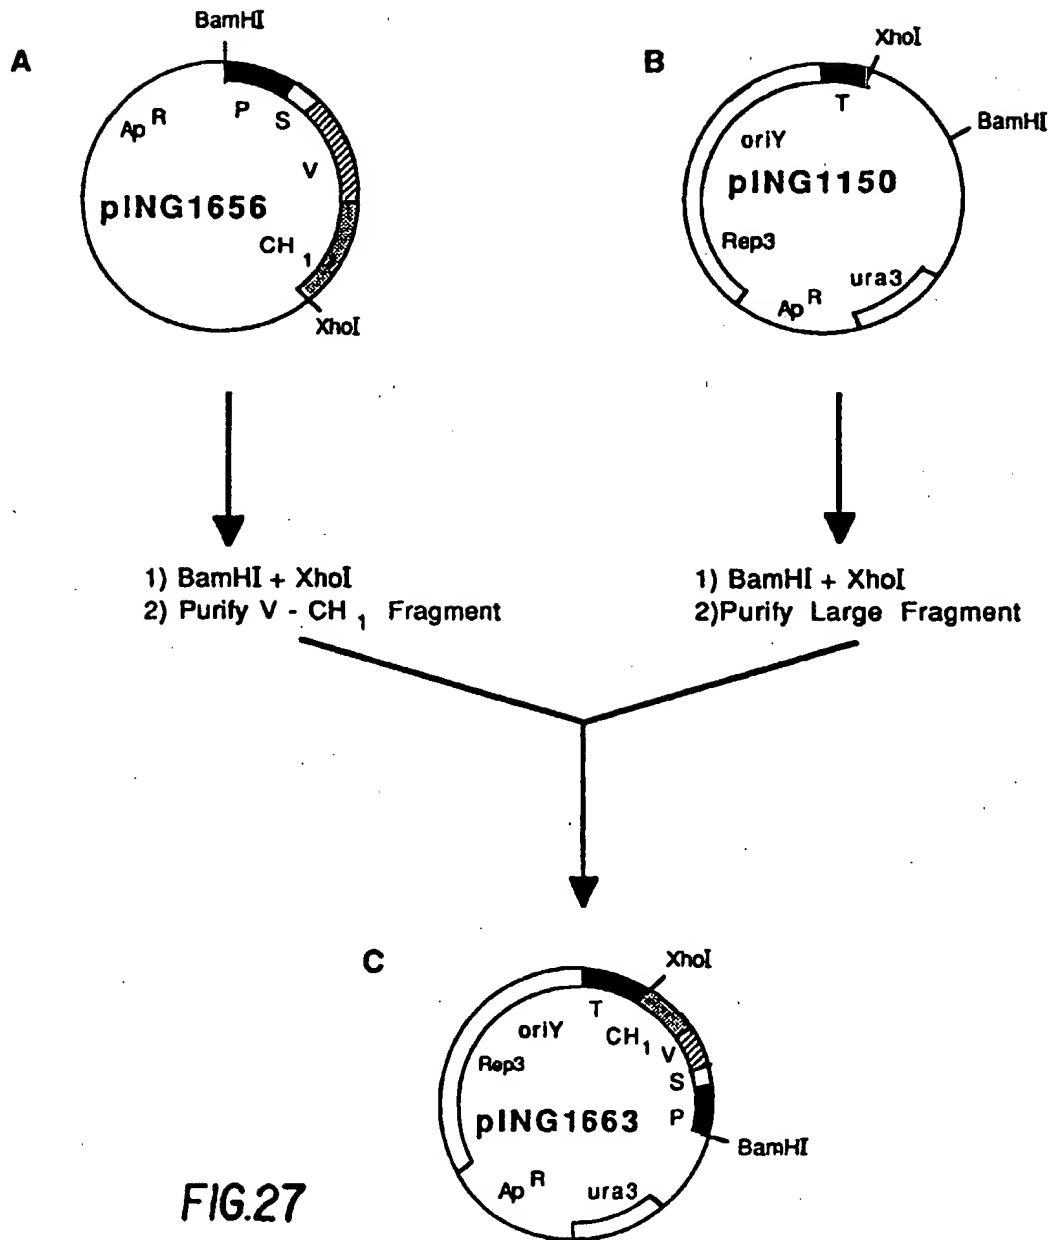 A
BamHI
Ap R
P
S
V
pING1656
CH 1
XhoI
B
XhoI
T
BamHI
oriY
pING1150
Rep3
ura3
Ap R
1) BamHI + XhoI
2) Purify V - CH 1 Fragment
1) BamHI + XhoI
2)Purify Large Fragment
C
XhoI
T
oriY
CH 1
V
Rep3
S
P
pING1663
BamHI
Ap R
ura3
FIG.27